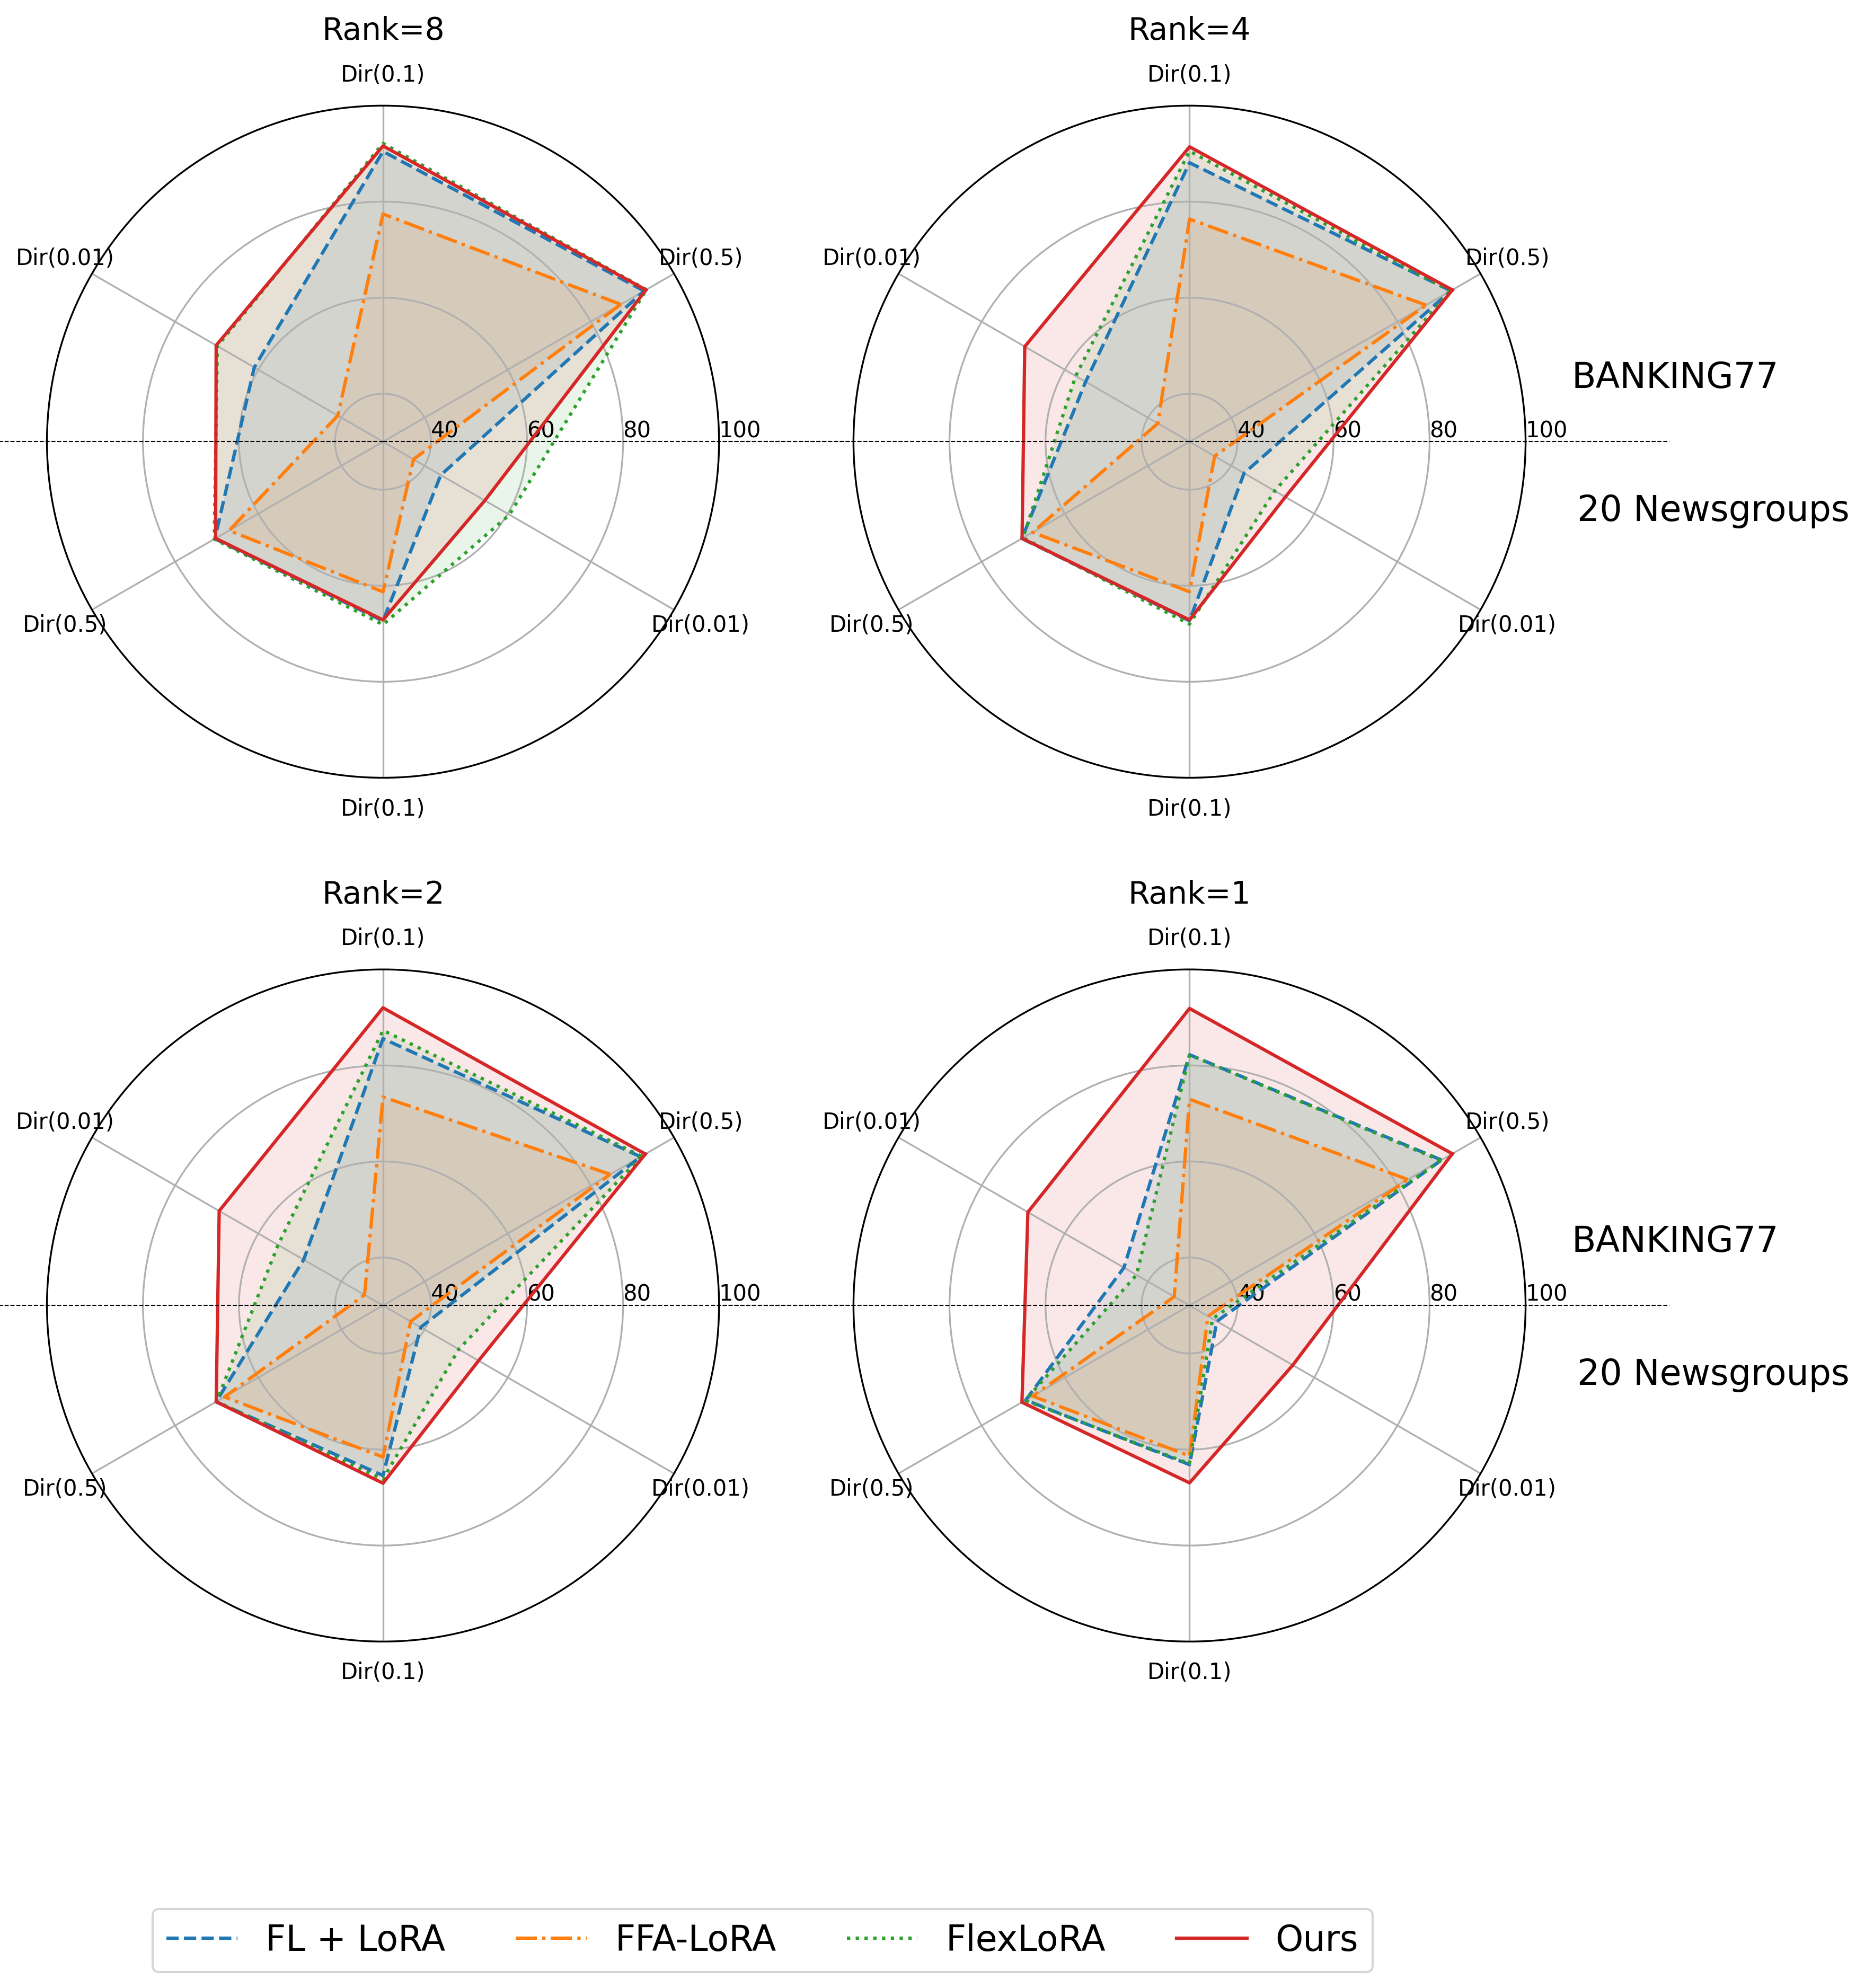 Rank=8
Rank=4
Dir(0.1)
Dir(0.1)
Dir(0.01)
Dir(0.5)
Dir(0.01)
Dir(0.5)
BANKING77
40
60
80
100
40
60
80
100
20 Newsgroups
Dir(0.5)
Dir(0.01)
Dir(0.5)
Dir(0.01)
Dir(0.1)
Dir(0.1)
Rank=2
Rank=1
Dir(0.1)
Dir(0.1)
Dir(0.01)
Dir(0.5)
Dir(0.01)
Dir(0.5)
BANKING77
40
60
80
100
40
60
80
100
20 Newsgroups
Dir(0.5)
Dir(0.01)
Dir(0.5)
Dir(0.01)
Dir(0.1)
Dir(0.1)
FL + LoRA
FFA-LoRA
FlexLoRA
Ours